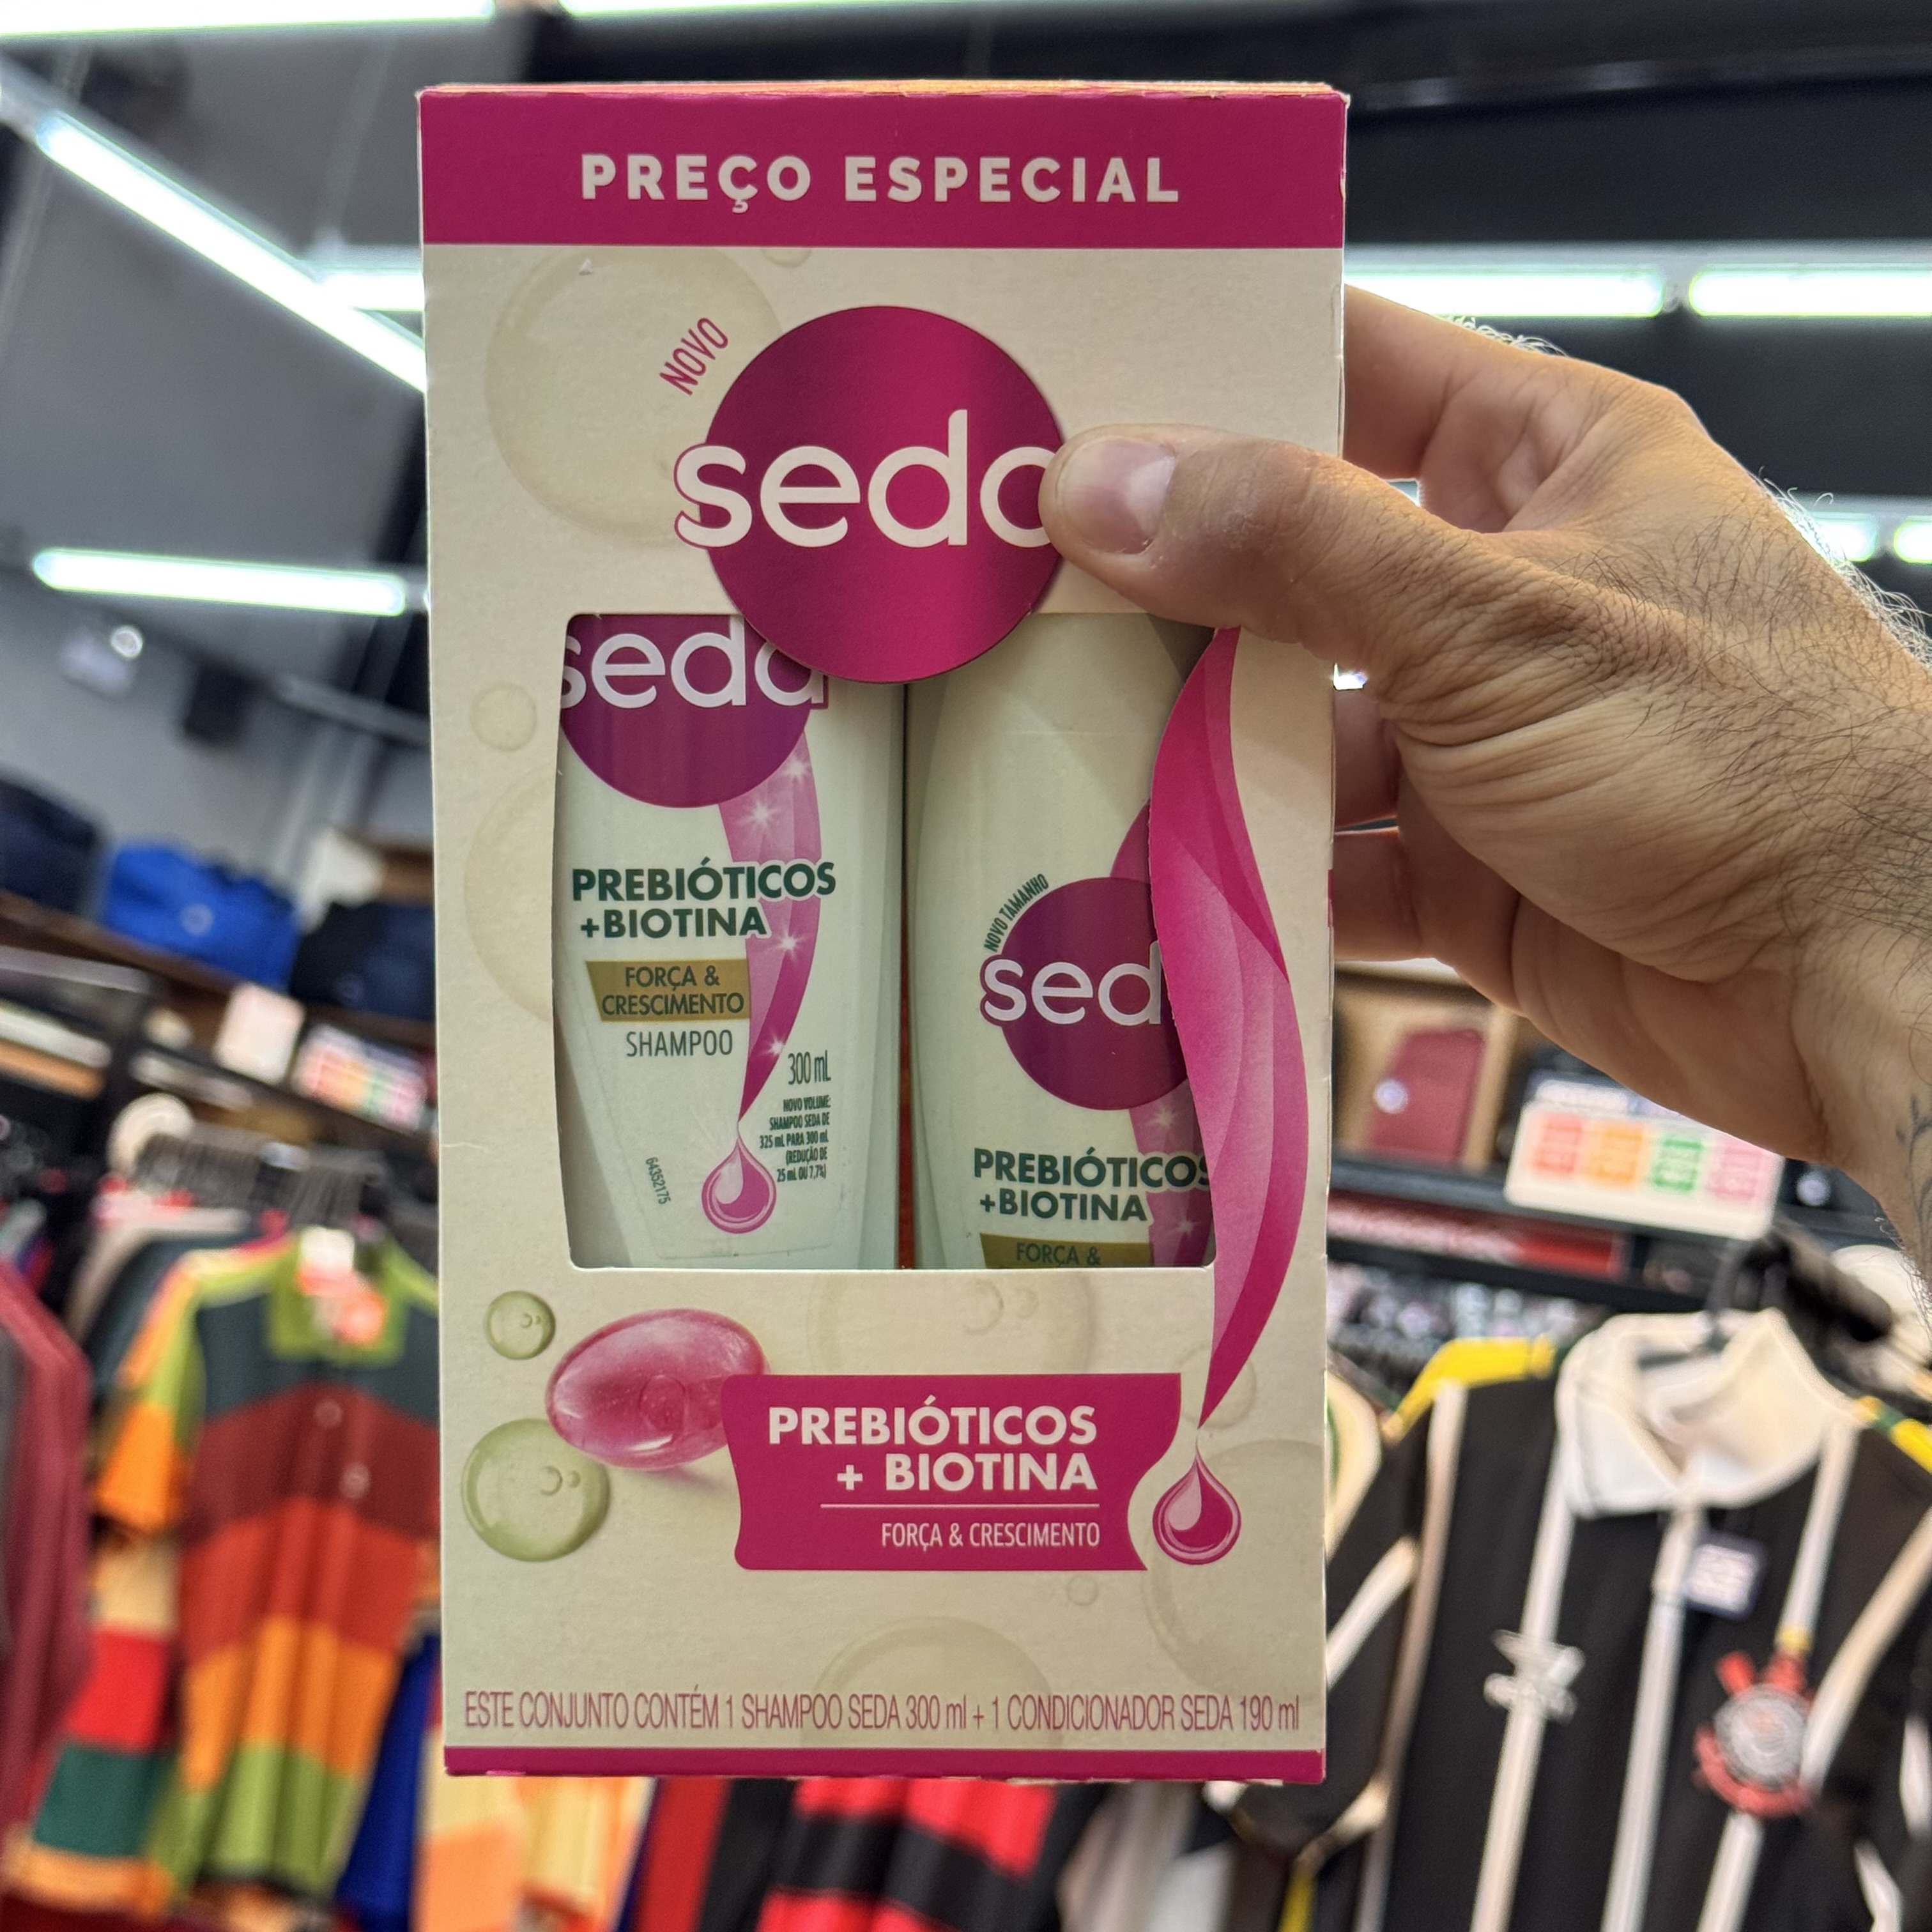 PREÇO ESPECIAL
NOVO
seda
seda
PREBIÓTICOS
+BIOTINA
FORÇA &
CRESCIMENTO
SHAMPOO
300 mL
NOVO VOLUME:
SHAMPOO SEDA DE
325 mL PARA 300 mL
(REDUÇÃO DE
25 mL OU 7,7%)
64352175
NOVO TAMANHO
sed
PREBIÓTICOS
+BIOTINA
FORÇA &
PREBIÓTICOS
+ BIOTINA
FORÇA & CRESCIMENTO
ESTE CONJUNTO CONTÉM 1 SHAMPOO SEDA 300 ml + 1 CONDICIONADOR SEDA 190 ml